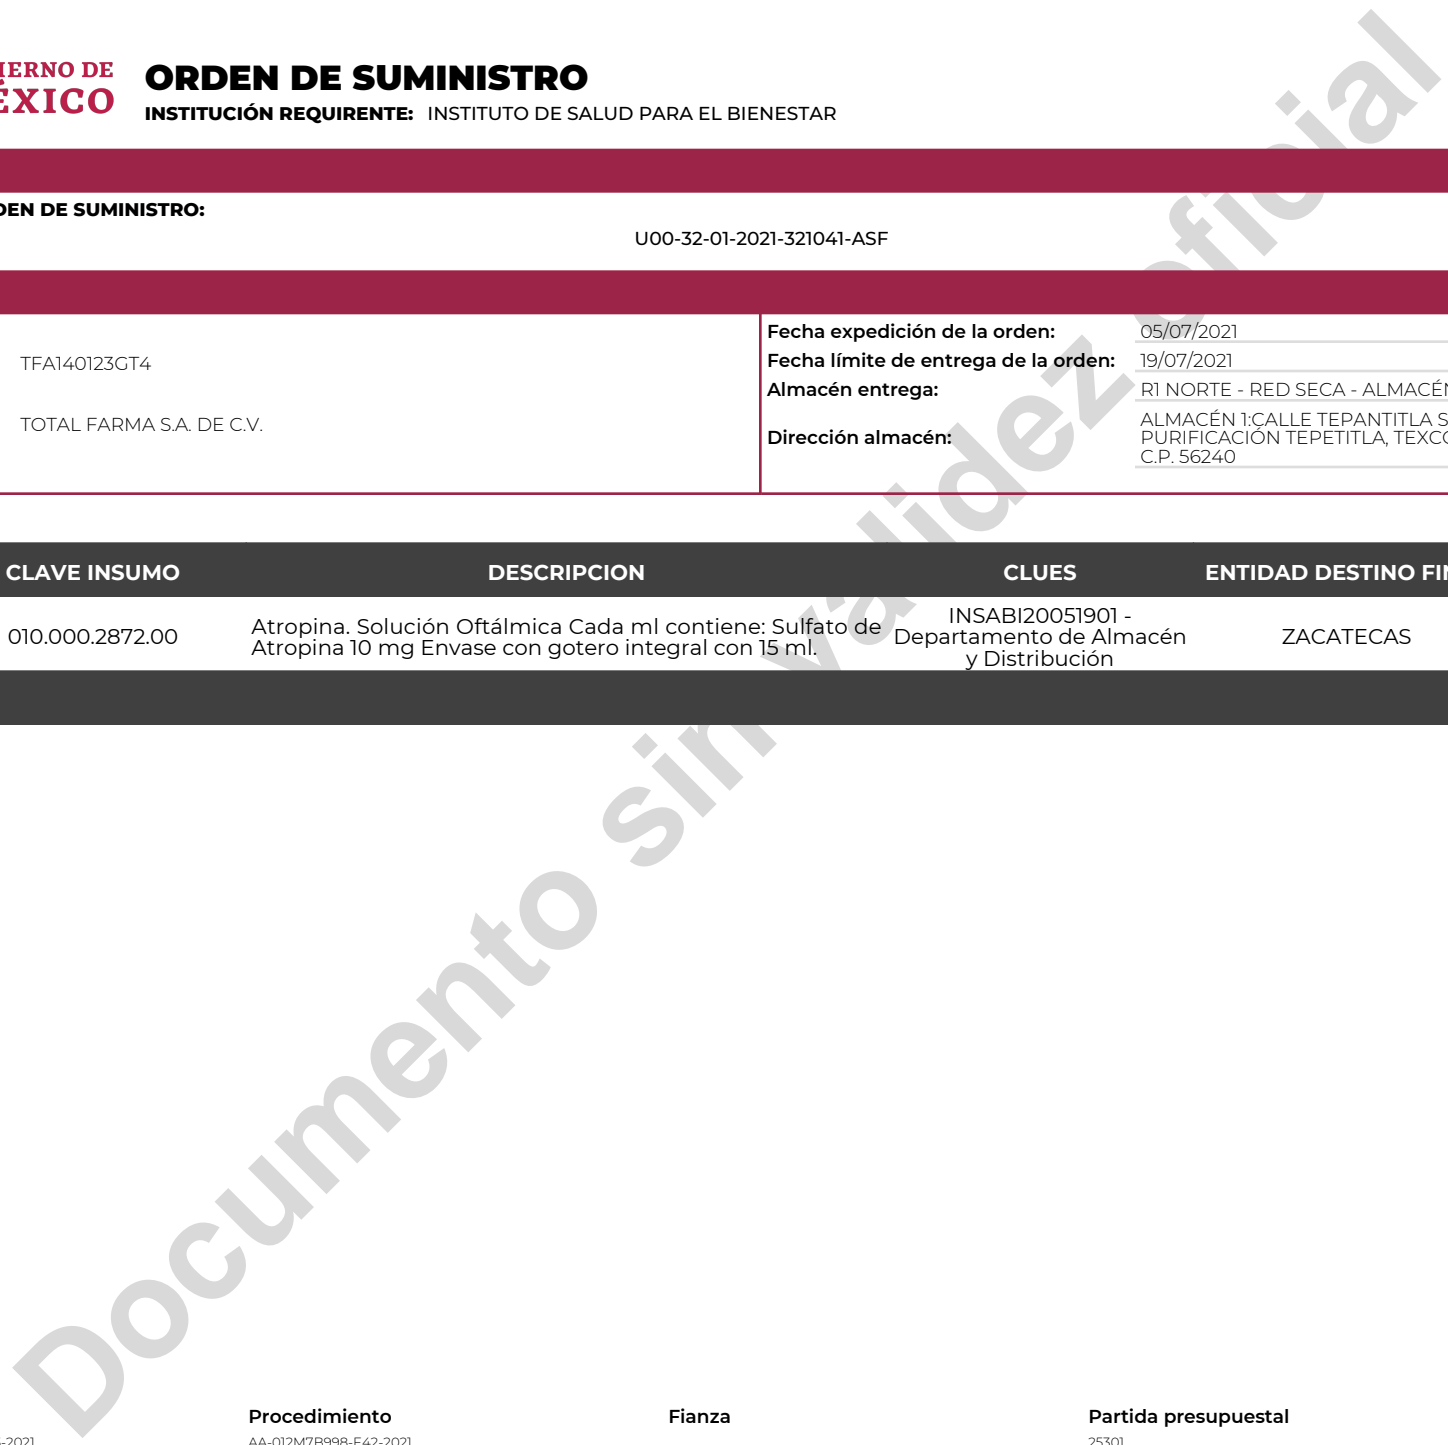 ORDEN DE SUMINISTRO
INSTITUCIÓN REQUIRENTE: INSTITUTO DE SALUD PARA EL BIENESTAR
DE
XICO
DE SUMINISTRO:
U00-32-01-2021-321041-ASF
TFA140123GT4
TOTAL FARMA S.A. DE C.V.
Fecha expedición de la orden: 05/07/2021
Fecha límite de entrega de la orden: 19/07/2021
Almacén entrega: R1 NORTE - RED SECA - ALMACÉN
Dirección almacén: ALMACÉN 1:CALLE TEPANTITLA S
PURIFICACIÓN TEPETITLA, TEXCO
C.P. 56240
CLAVE INSUMO DESCRIPCION CLUES ENTIDAD DESTINO
010.000.2872.00
Atropina. Solución Oftálmica Cada ml contiene: Sulfato de
Atropina 10 mg Envase con gotero integral con 15 ml.
INSABI20051901 -
Departamento de Almacén
y Distribución
ZACATECAS
Documento sin validez oficial
Procedimiento Fianza Partida presupuestal
-2021 AA-012M7B998-E42-2021 25301